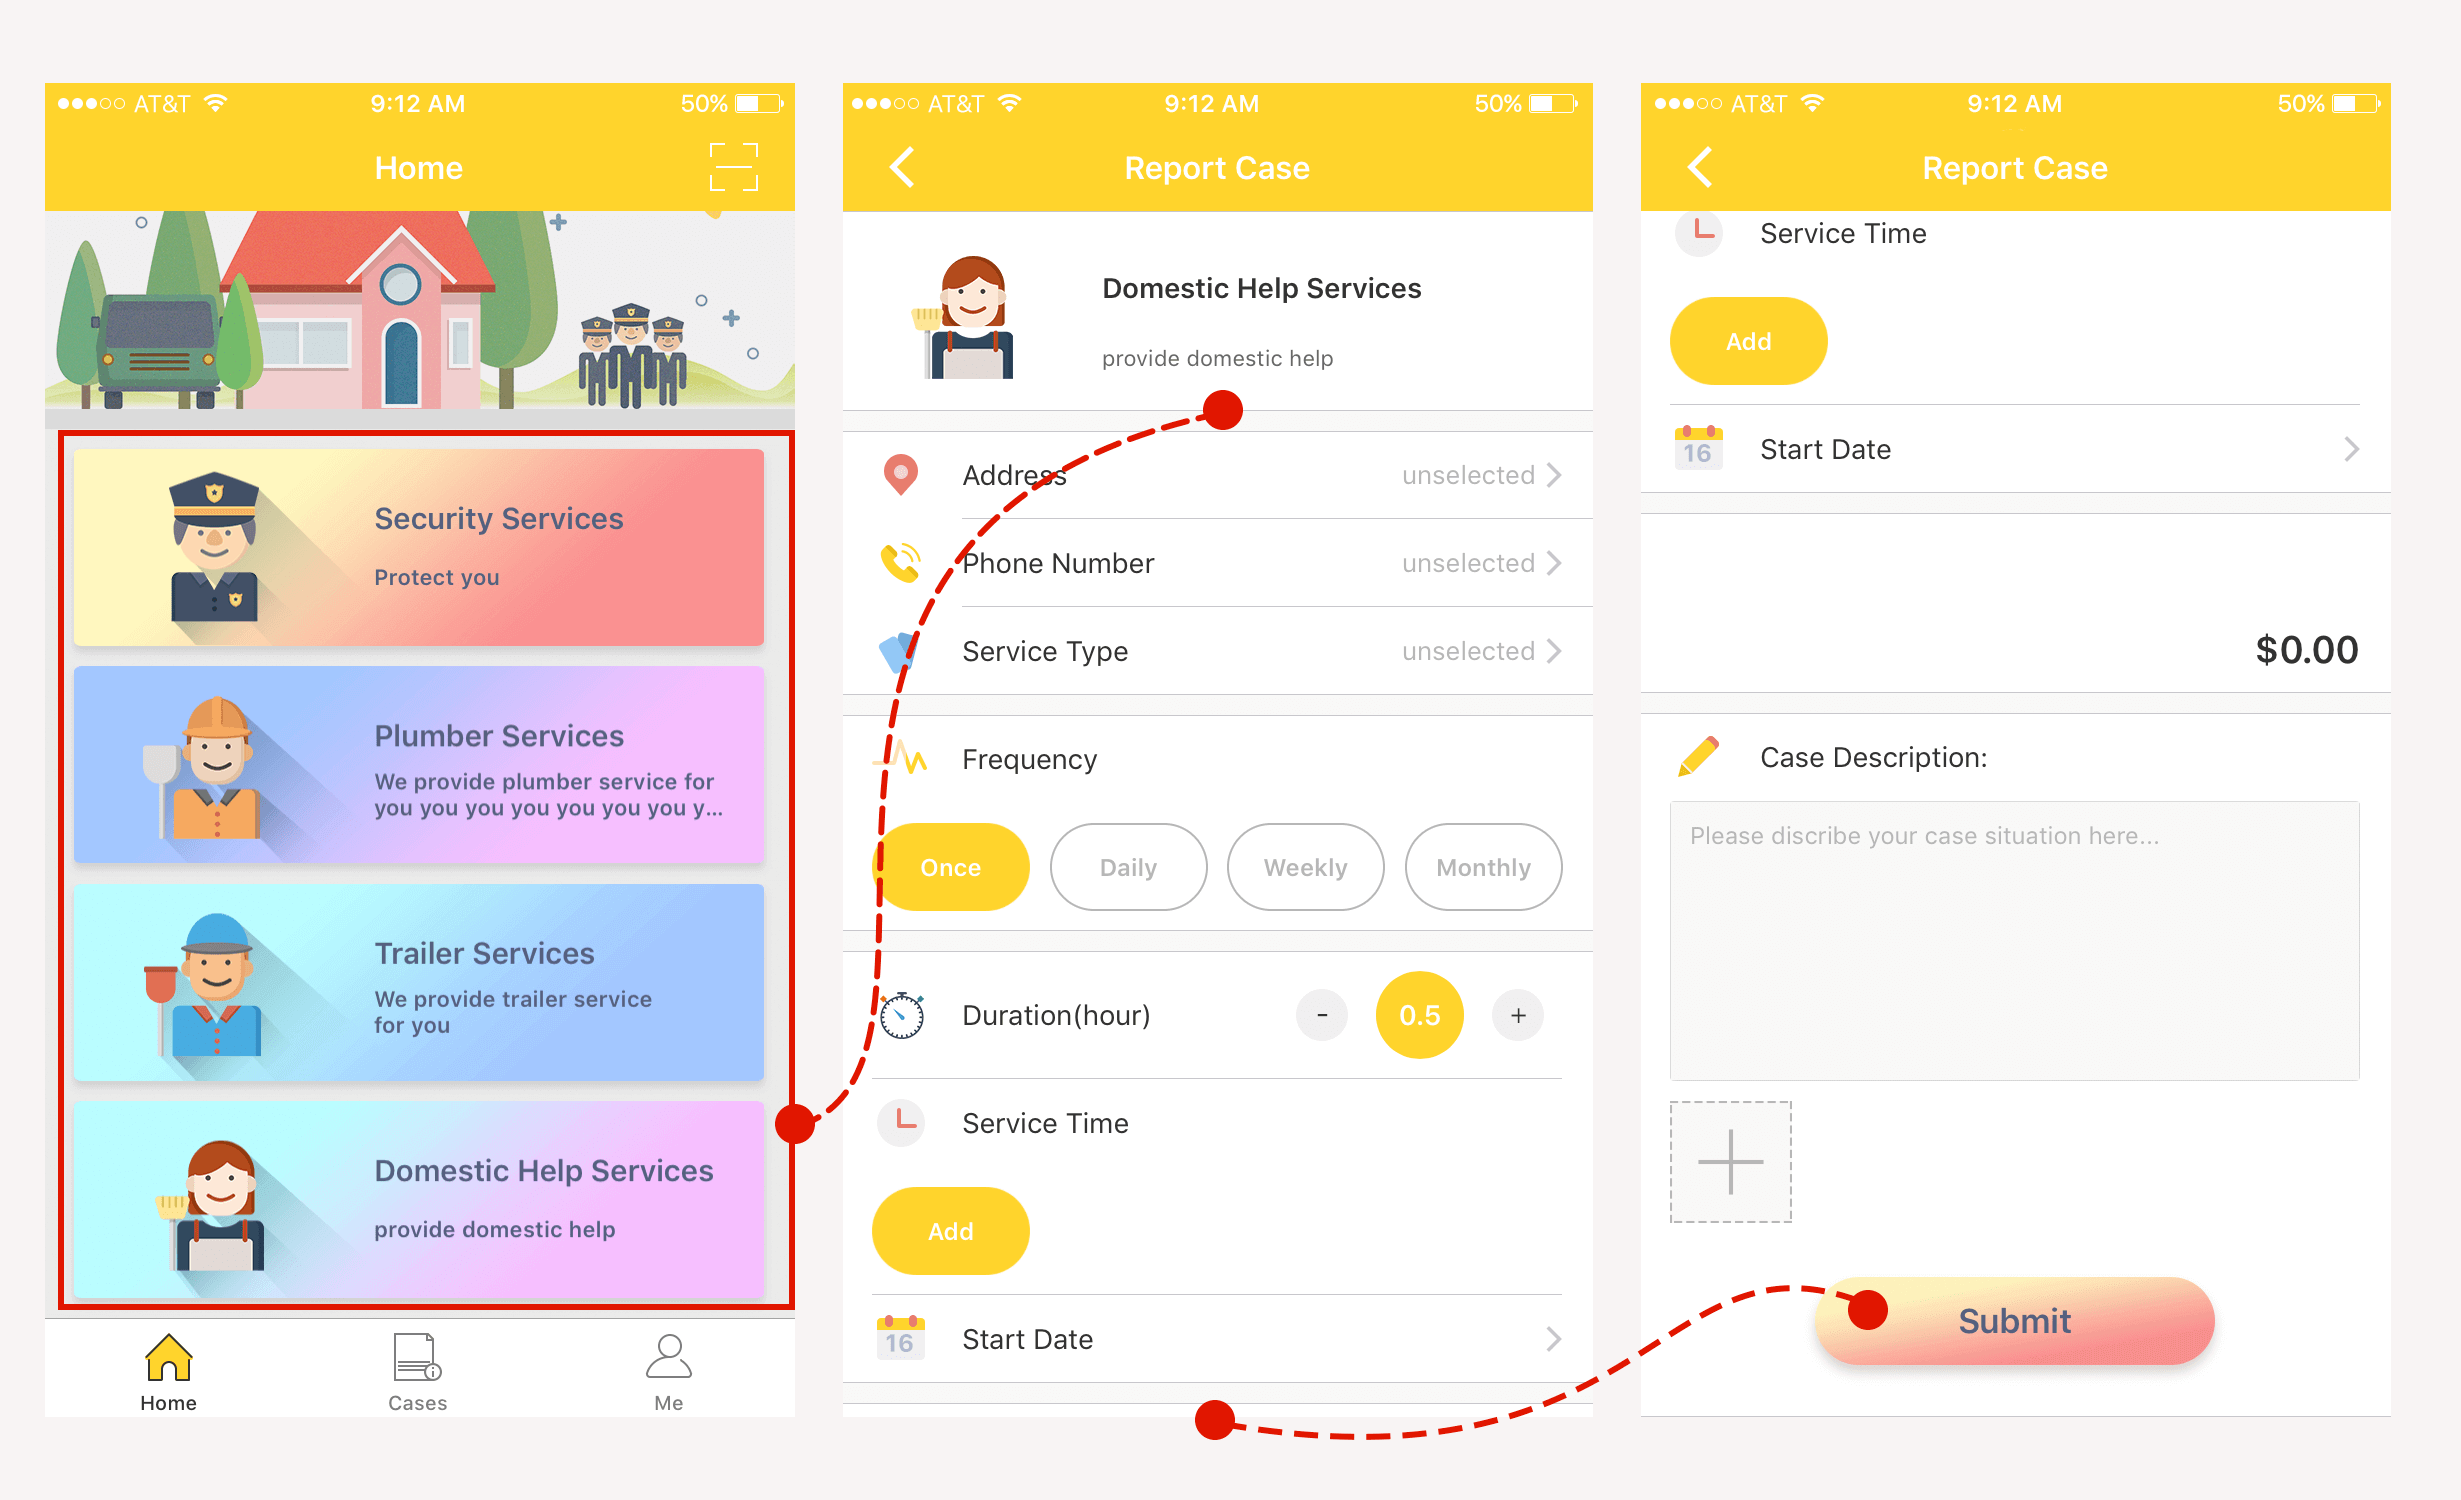 AT&T 9:12 AM 50%
Home
Security Services
Protect you
Plumber Services
We provide plumber service for
you you you you you you you y...
Trailer Services
We provide trailer service
for you
Domestic Help Services
provide domestic help
Home Cases Me
AT&T 9:12 AM 50%
Report Case
Domestic Help Services
provide domestic help
Address unselected
Phone Number unselected
Service Type unselected
Frequency
Once Daily Weekly Monthly
Duration(hour) - 0.5 +
Service Time
Add
16 Start Date
AT&T 9:12 AM 50%
Report Case
Service Time
Add
16 Start Date
$0.00
Case Description:
Please discribe your case situation here...
Submit